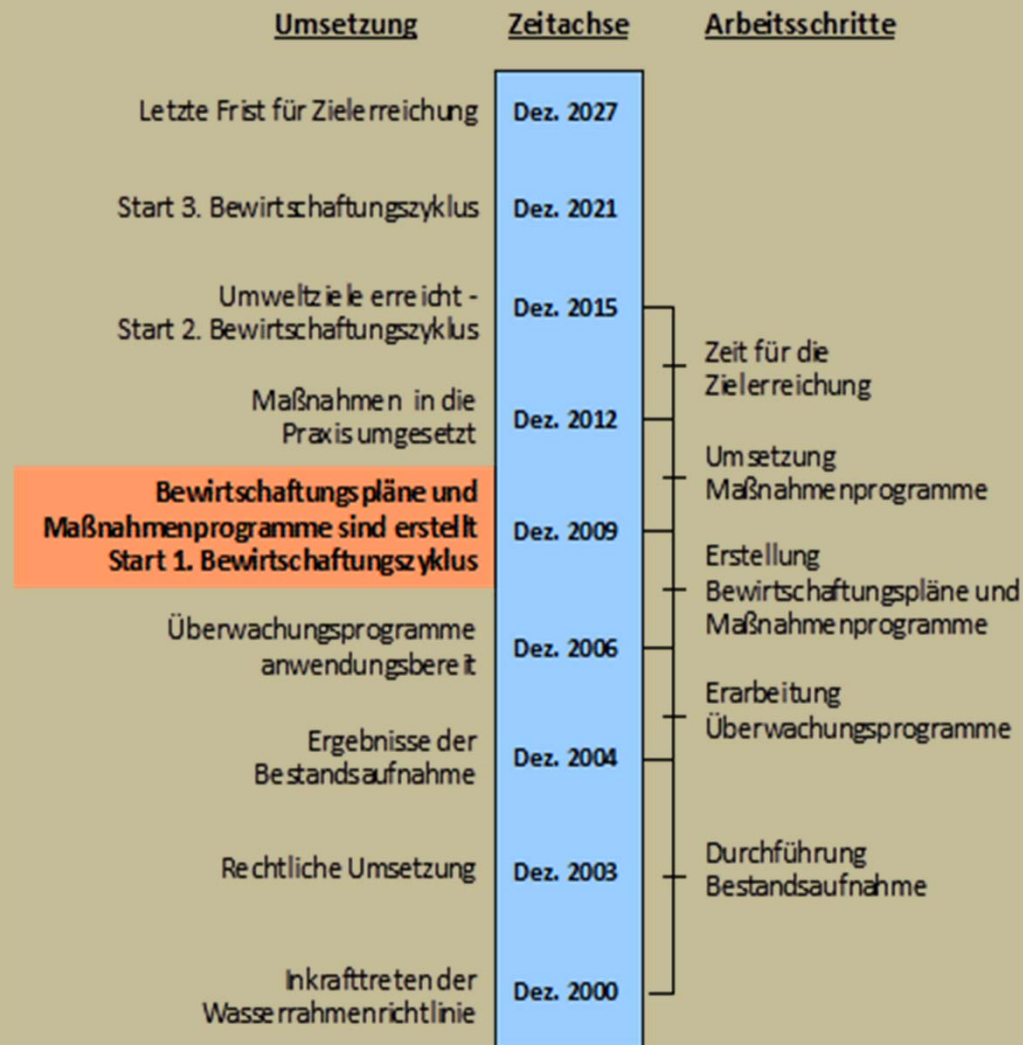 Umsetzung Zeitachse Arbeitsschritte
Letzte Frist für Zielerreichung Dez. 2027
Start 3. Bewirtschaftungszyklus Dez. 2021
Umweltziele erreicht -
Start 2. Bewirtschaftungszyklus
Dez. 2015
Zeit für die
Zielerreichung
Maßnahmen in die
Praxis umgesetzt
Dez. 2012
Umsetzung
Maßnahmenprogramme
Bewirtschaftungspläne und
Maßnahmenprogramme sind erstellt
Start 1. Bewirtschaftungszyklus
Dez. 2009
Erstellung
Bewirtschaftungspläne und
Maßnahmenprogramme
Überwachungsprogramme
anwendungsbereit
Dez. 2006
Erarbeitung
Überwachungsprogramme
Ergebnisse der
Bestandsaufnahme
Dez. 2004
Rechtliche Umsetzung Dez. 2003
Durchführung
Bestandsaufnahme
Inkrafttreten der
Wasserrahmenrichtlinie
Dez. 2000